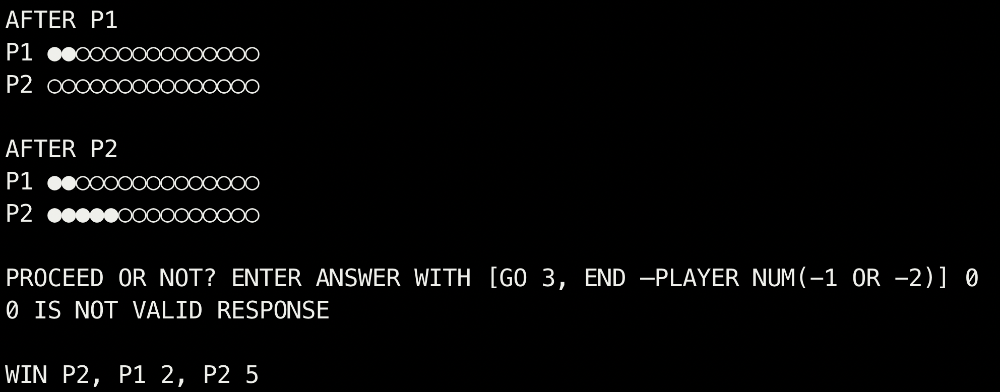 AFTER P1
P1 ●●○○○○○○○○○○○○○
P2 ○○○○○○○○○○○○○○○
AFTER P2
P1 ●●○○○○○○○○○○○○○
P2 ●●●●●○○○○○○○○○○
PROCEED OR NOT? ENTER ANSWER WITH [GO 3, END –PLAYER NUM(–1 OR –2)] 0
0 IS NOT VALID RESPONSE
WIN P2, P1 2, P2 5